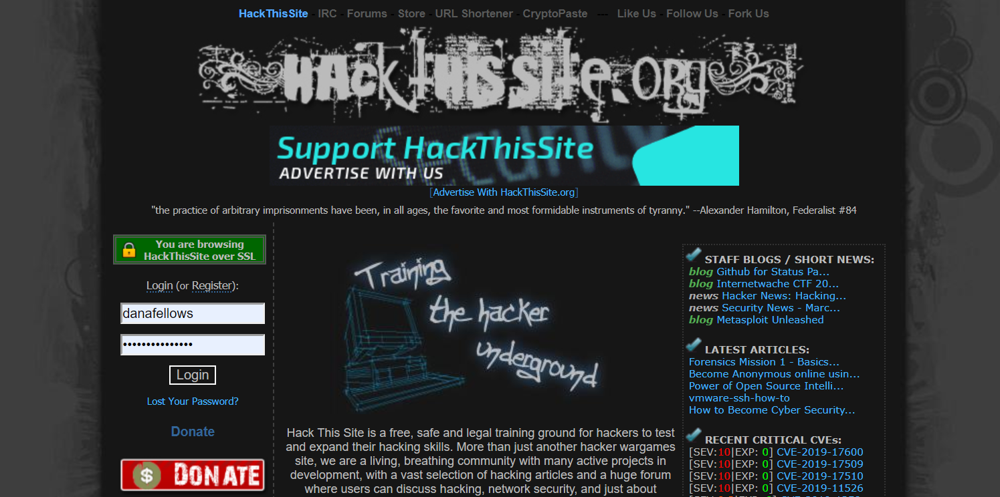 HackThisSite - IRC - Forums - Store - URL Shortener - CryptoPaste --- Like Us - Follow Us - Fork Us
Hack This Site.org
Support HackThisSite
ADVERTISE WITH US
[Advertise With HackThisSite.org]
"the practice of arbitrary imprisonments have been, in all ages, the favorite and most formidable instruments of tyranny." --Alexander Hamilton, Federalist #84
You are browsing
HackThisSite over SSL
Login (or Register):
danafellows
•••••••••••••••
Login
Lost Your Password?
Donate
DONATE
Training
the hacker
underground
Hack This Site is a free, safe and legal training ground for hackers to test
and expand their hacking skills. More than just another hacker wargames
site, we are a living, breathing community with many active projects in
development, with a vast selection of hacking articles and a huge forum
where users can discuss hacking, network security, and just about
STAFF BLOGS / SHORT NEWS:
blog Github for Status Pa...
blog Internetwache CTF 20...
news Hacker News: Hacking...
news Security News - Marc...
blog Metasploit Unleashed
LATEST ARTICLES:
Forensics Mission 1 - Basics...
Become Anonymous online usin...
Power of Open Source Intelli...
vmware-ssh-how-to
How to Become Cyber Security...
RECENT CRITICAL CVEs:
[SEV:10|EXP: 0] CVE-2019-17600
[SEV:10|EXP: 0] CVE-2019-17509
[SEV:10|EXP: 0] CVE-2019-17510
[SEV:10|EXP: 0] CVE-2019-11526